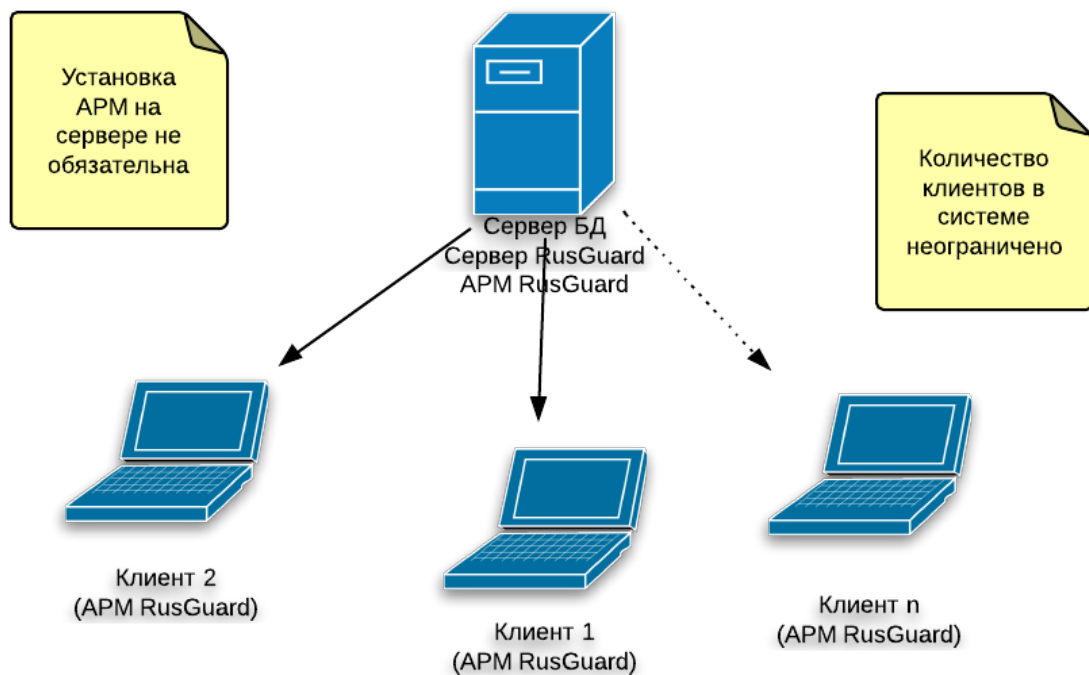 Установка
АРМ на
сервере не
обязательна
Количество
клиентов в
системе
неограничено
Сервер БД
Сервер RusGuard
АРМ RusGuard
Клиент 2
(АРМ RusGuard)
Клиент 1
(АРМ RusGuard)
Клиент n
(АРМ RusGuard)